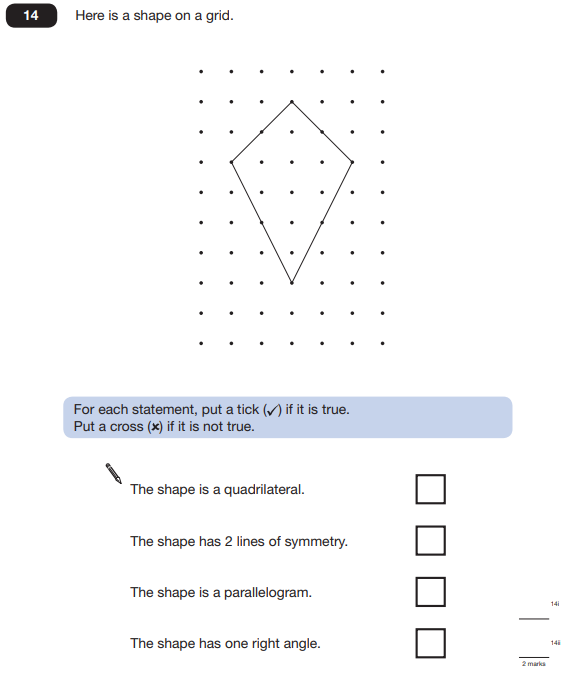 14 Here is a shape on a grid.
For each statement, put a tick (✓) if it is true.
Put a cross (✗) if it is not true.
The shape is a quadrilateral.
The shape has 2 lines of symmetry.
The shape is a parallelogram.
14i
The shape has one right angle.
14ii
2 marks